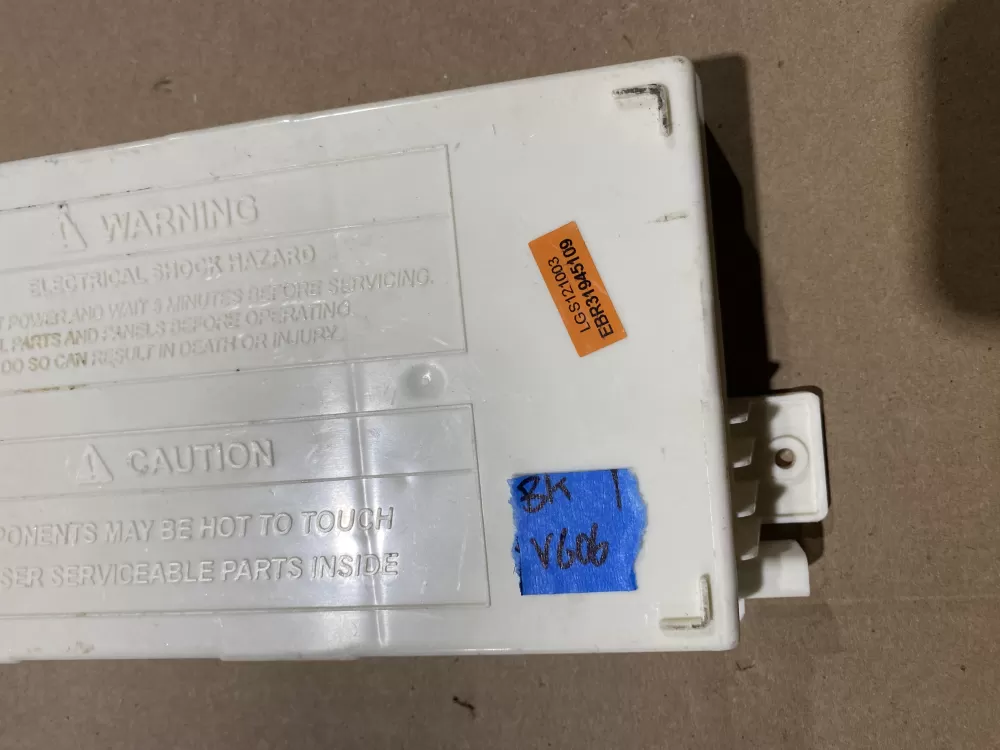 WARNING
ELECTRICAL SHOCK HAZARD
T POWER AND WAIT 3 MINUTES BEFORE SERVICING.
L PARTS AND PANELS BEFORE OPERATING.
DO SO CAN RESULT IN DEATH OR INJURY.
LGS121003
EBR31945109
CAUTION
PONENTS MAY BE HOT TO TOUCH
SER SERVICEABLE PARTS INSIDE
BK 1
V606